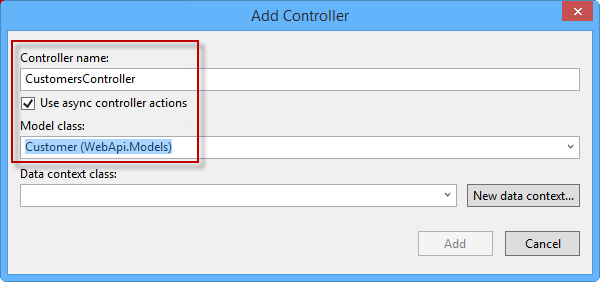 Add Controller
Controller name:
CustomersController
Use async controller actions
Model class:
Customer (WebApi.Models)
Data context class:
New data context...
Add
Cancel